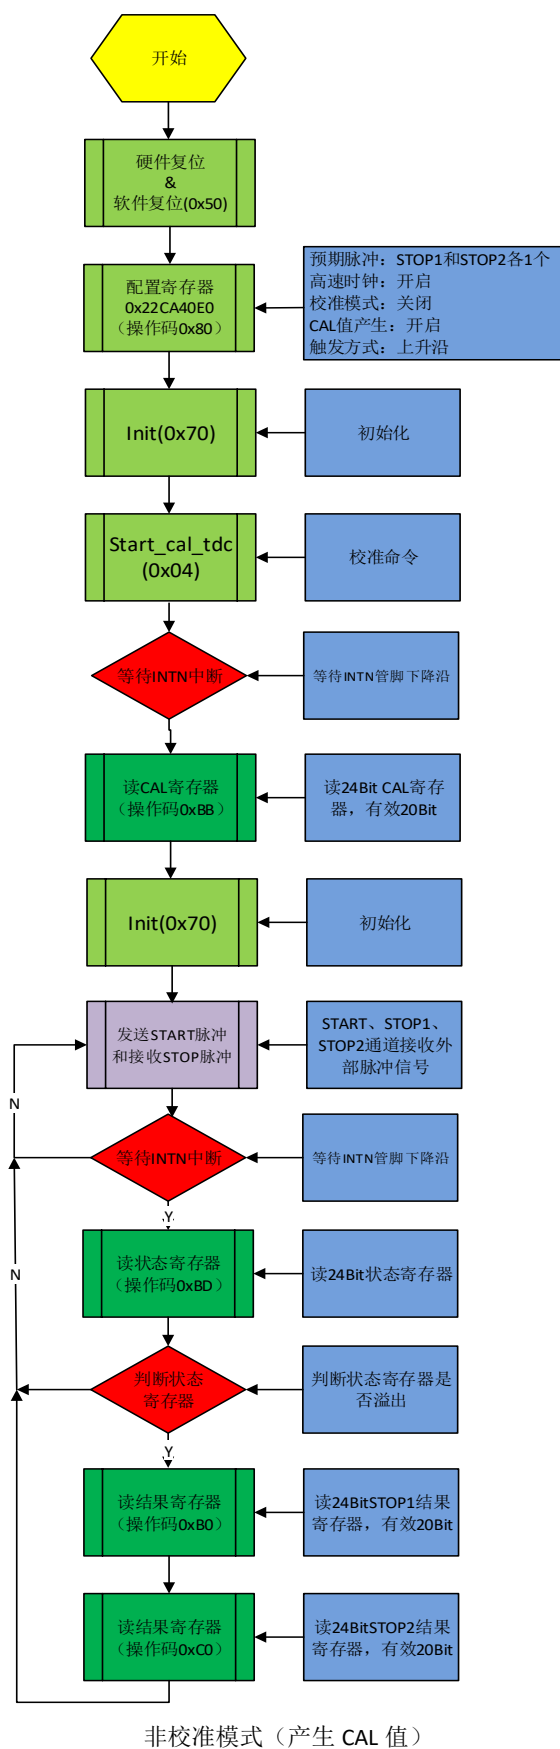 开始
硬件复位
&
软件复位(0x50)
配置寄存器
0x22CA40E0
（操作码0x80）
预期脉冲：STOP1和STOP2各1个
高速时钟：开启
校准模式：关闭
CAL值产生：开启
触发方式：上升沿
Init(0x70)
初始化
Start_cal_tdc
(0x04)
校准命令
等待INTN中断
等待INTN管脚下降沿
读CAL寄存器
（操作码0xBB）
读24Bit CAL寄存
器，有效20Bit
Init(0x70)
初始化
发送START脉冲
和接收STOP脉冲
START、STOP1、
STOP2通道接收外
部脉冲信号
N
等待INTN中断
等待INTN管脚下降沿
Y
读状态寄存器
（操作码0xBD）
读24Bit状态寄存器
N
判断状态
寄存器
判断状态寄存器是
否溢出
Y
读结果寄存器
（操作码0xB0）
读24BitSTOP1结果
寄存器，有效20Bit
读结果寄存器
（操作码0xC0）
读24BitSTOP2结果
寄存器，有效20Bit
非校准模式（产生 CAL 值）